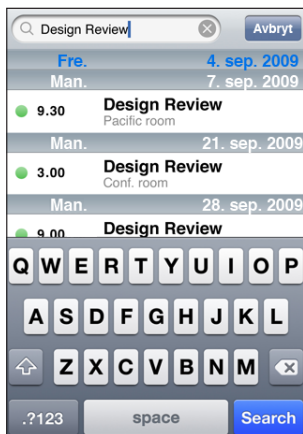 Design Review Avbryt
Fre. 4. sep. 2009
Man. 7. sep. 2009
9.30 Design Review
Pacific room
Man. 21. sep. 2009
3.00 Design Review
Conf. room
Man. 28. sep. 2009
9.00 Design Review
Q W E R T Y U I O P
A S D F G H J K L
Z X C V B N M
.?123 space Search